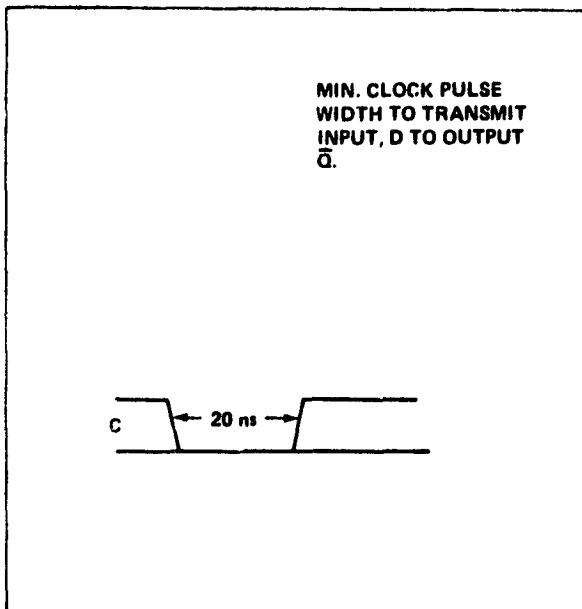 MIN. CLOCK PULSE
WIDTH TO TRANSMIT
INPUT, D TO OUTPUT
Q̅.
C
20 ns